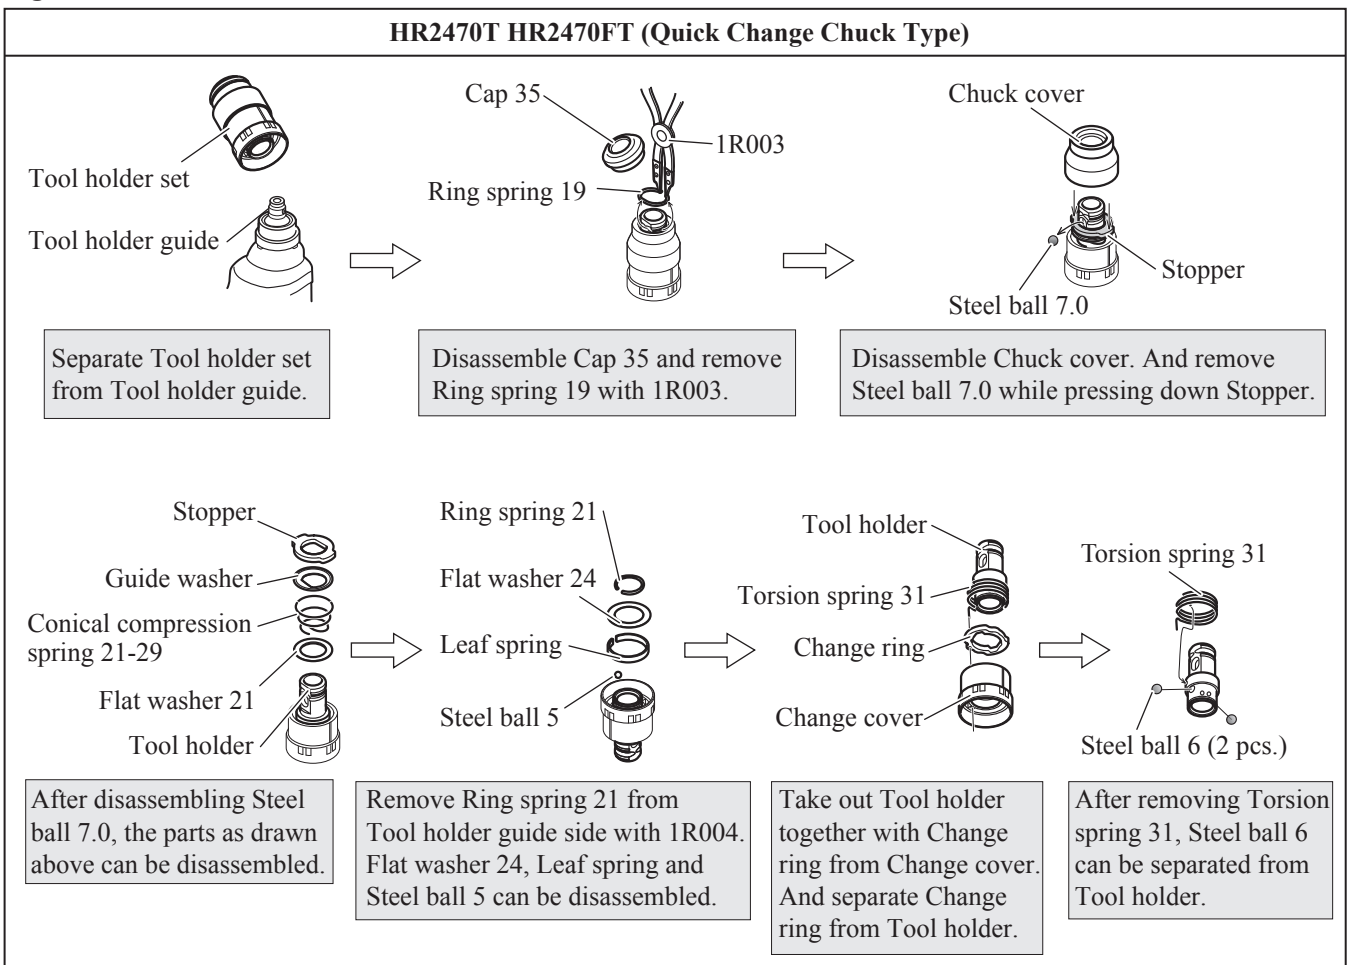 HR2470T HR2470FT (Quick Change Chuck Type)
Tool holder set
Tool holder guide
Separate Tool holder set
from Tool holder guide.
Cap 35
1R003
Ring spring 19
Disassemble Cap 35 and remove
Ring spring 19 with 1R003.
Chuck cover
Stopper
Steel ball 7.0
Disassemble Chuck cover. And remove
Steel ball 7.0 while pressing down Stopper.
Stopper
Guide washer
Conical compression
spring 21-29
Flat washer 21
Tool holder
After disassembling Steel
ball 7.0, the parts as drawn
above can be disassembled.
Ring spring 21
Flat washer 24
Leaf spring
Steel ball 5
Remove Ring spring 21 from
Tool holder guide side with 1R004.
Flat washer 24, Leaf spring and
Steel ball 5 can be disassembled.
Tool holder
Torsion spring 31
Change ring
Change cover
Take out Tool holder
together with Change
ring from Change cover.
And separate Change
ring from Tool holder.
Torsion spring 31
Steel ball 6 (2 pcs.)
After removing Torsion
spring 31, Steel ball 6
can be separated from
Tool holder.